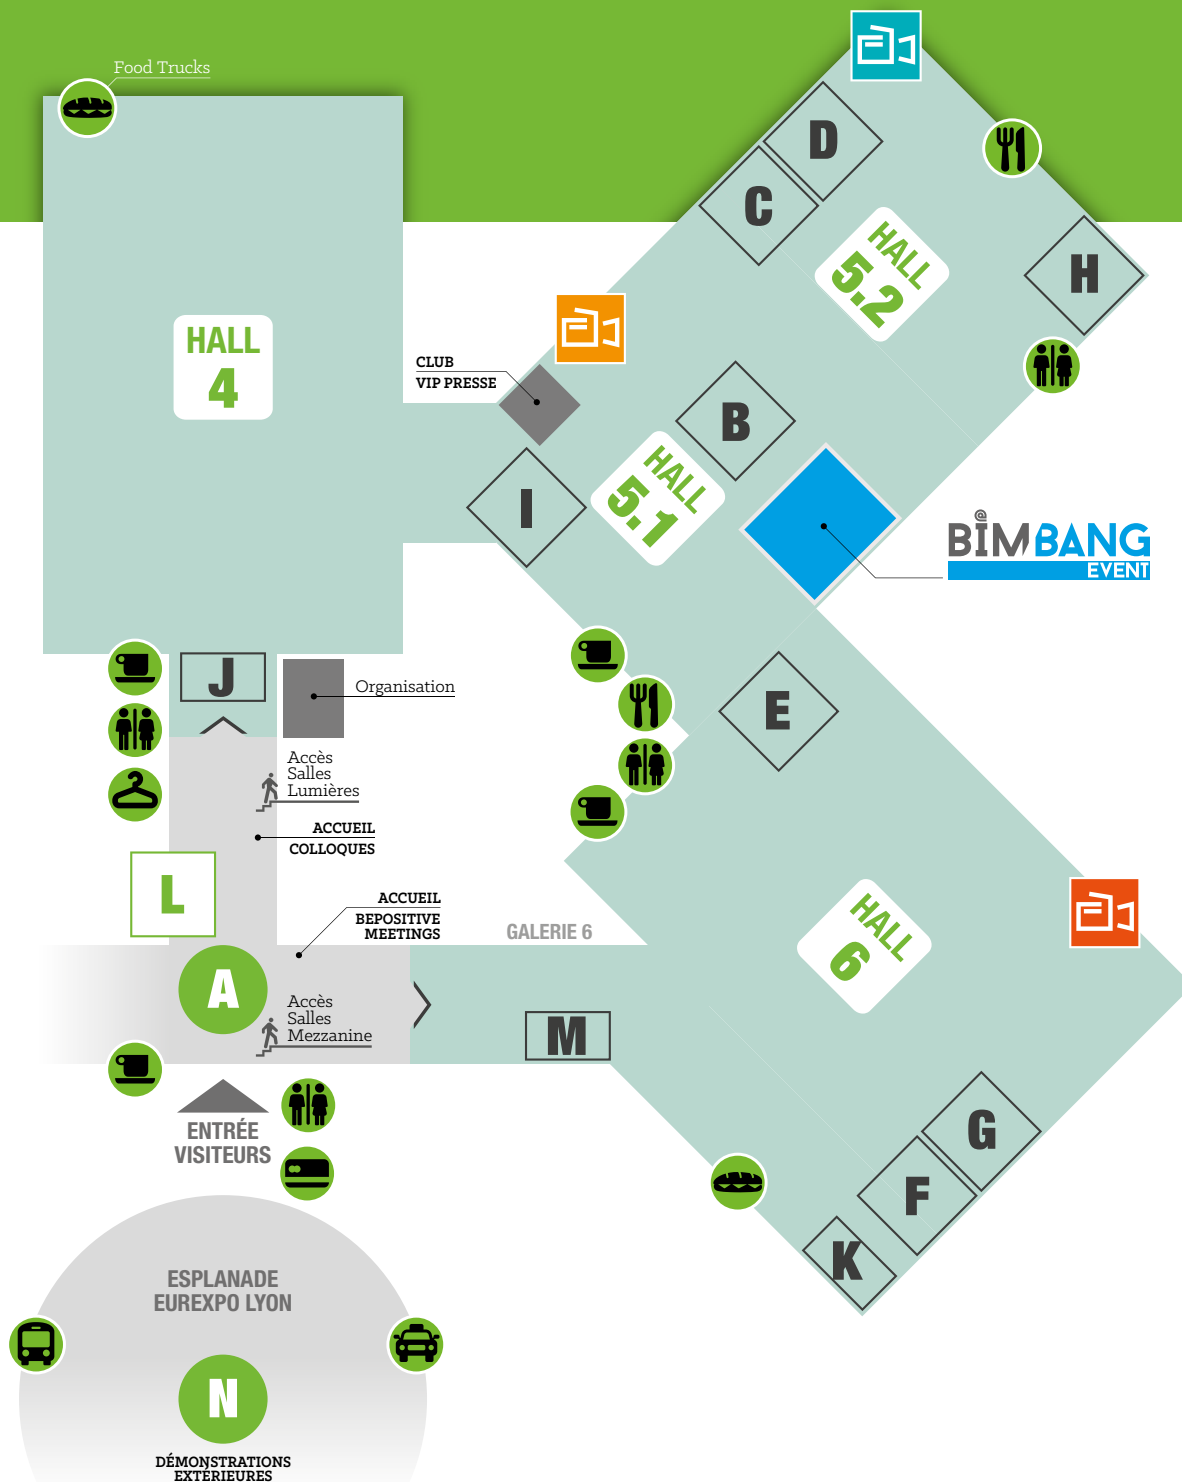 Food Trucks
D
C
HALL
5.2
H
HALL
4
CLUB
VIP PRESSE
B
HALL
5.1
I
@
BIMBANG
EVENT
J
Organisation
E
Accès
Salles
Lumières
ACCUEIL
COLLOQUES
L
ACCUEIL
BEPOSITIVE
MEETINGS
GALERIE 6
HALL
6
A
Accès
Salles
Mezzanine
M
ENTRÉE
VISITEURS
G
F
K
ESPLANADE
EUREXPO LYON
N
DÉMONSTRATIONS
EXTÉRIEURES